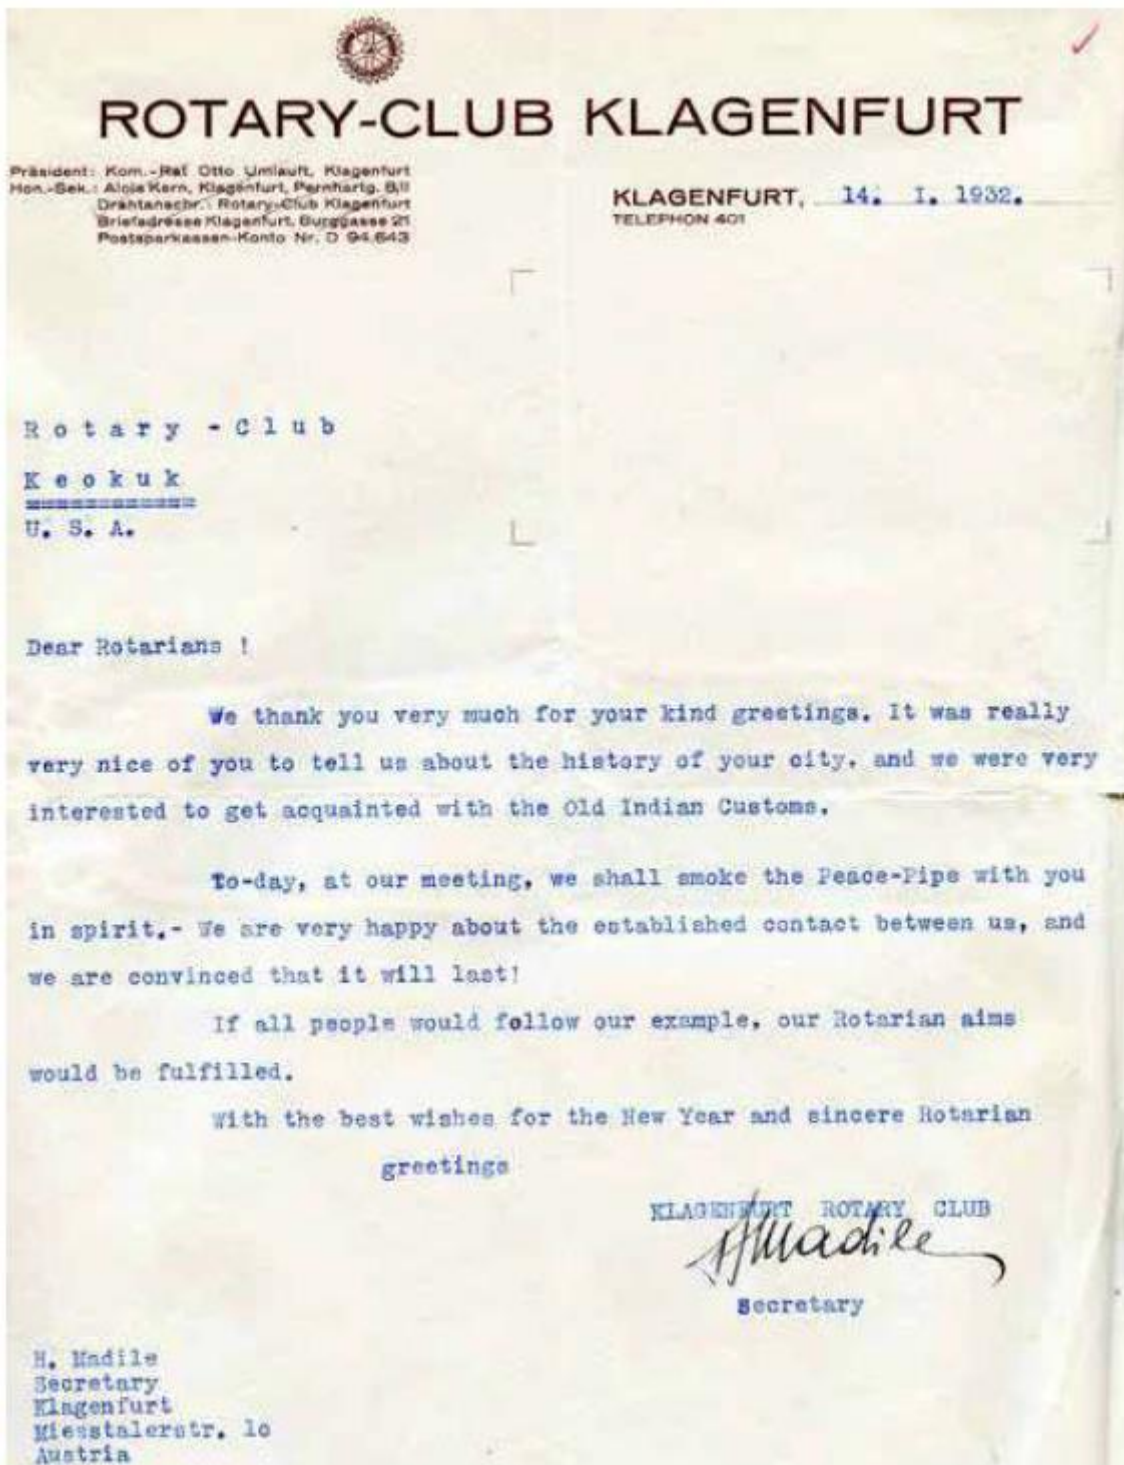 ROTARY-CLUB KLAGENFURT
Präsident: Kom.-Rat Otto Umlauft, Klagenfurt
Hon.-Sek.: Alois Kern, Klagenfurt, Pernhartg. 8/II
Drahtanschr.: Rotary-Club Klagenfurt
Briefadresse Klagenfurt, Burggasse 21
Postsparkassen-Konto Nr. D 94.643
KLAGENFURT, 14. I. 1932.
TELEPHON 401
Rotary - Club
Keokuk
U. S. A.
Dear Rotarians !
We thank you very much for your kind greetings. It was really
very nice of you to tell us about the history of your city. and we were very
interested to get acquainted with the Old Indian Customs.
To-day, at our meeting, we shall smoke the Peace-Pipe with you
in spirit.- We are very happy about the established contact between us, and
we are convinced that it will last!
If all people would follow our example, our Rotarian aims
would be fulfilled.
With the best wishes for the New Year and sincere Rotarian
greetings
KLAGENFURT ROTARY CLUB
HMadile
Secretary
H. Madile
Secretary
Klagenfurt
Miesstalerstr. lo
Austria